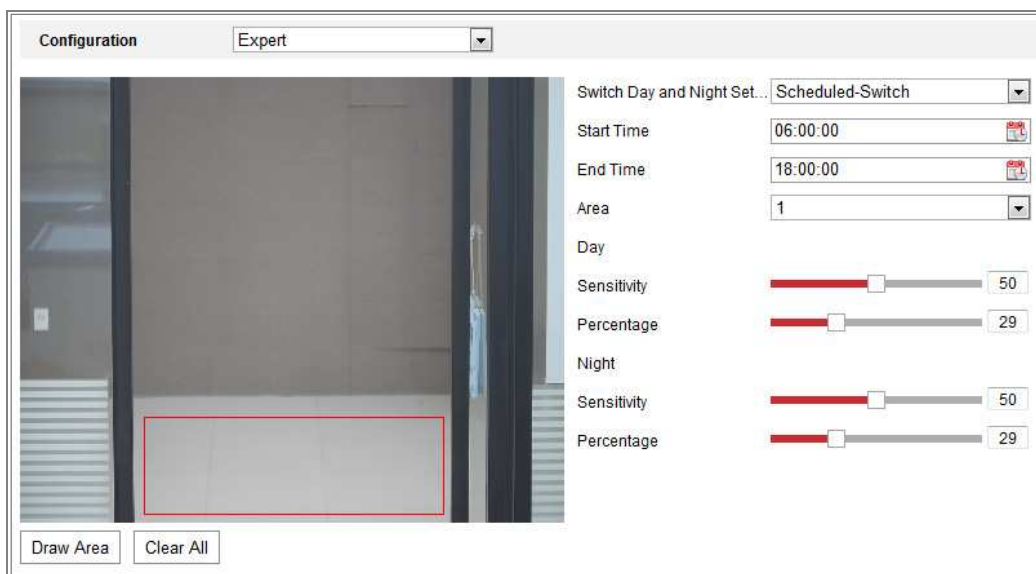 Configuration Expert
Switch Day and Night Set... Scheduled-Switch
Start Time 06:00:00
End Time 18:00:00
Area 1
Day
Sensitivity 50
Percentage 29
Night
Sensitivity 50
Percentage 29
Draw Area Clear All